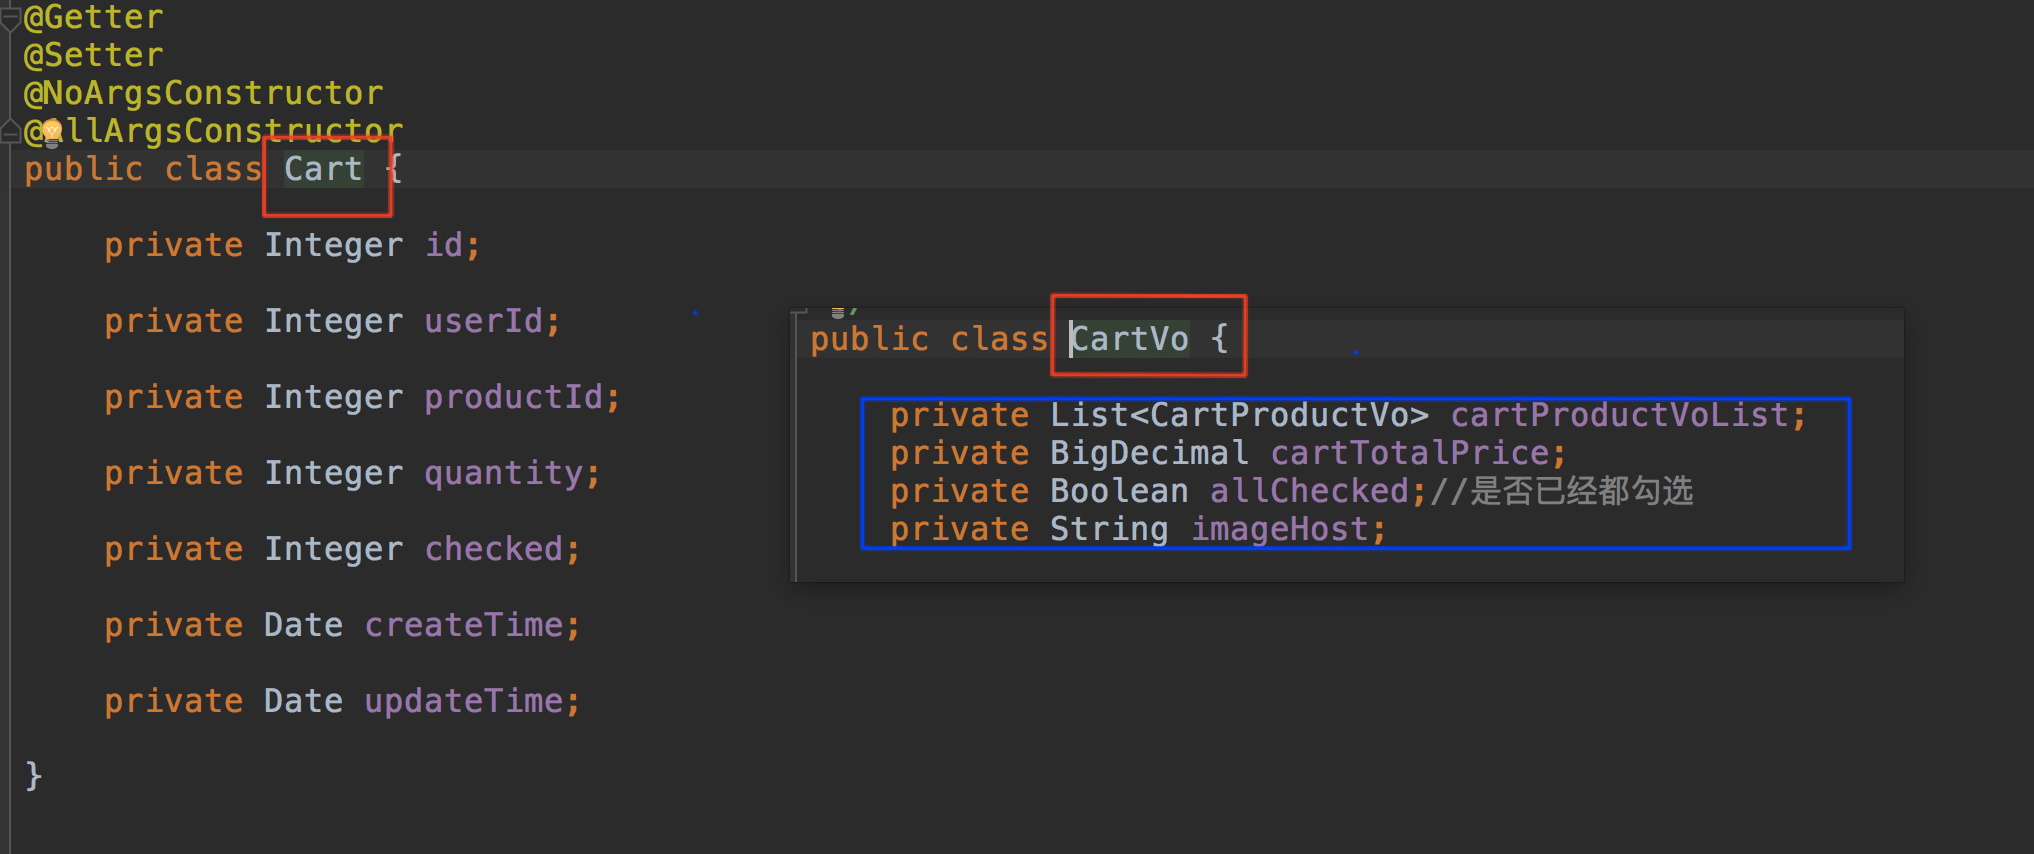 @Getter
@Setter
@NoArgsConstructor
@AllArgsConstructor
public class Cart {
private Integer id;
private Integer userId;
private Integer productId;
private Integer quantity;
private Integer checked;
private Date createTime;
private Date updateTime;
}
public class CartVo {
private List<CartProductVo> cartProductVoList;
private BigDecimal cartTotalPrice;
private Boolean allChecked;//是否已经都勾选
private String imageHost;